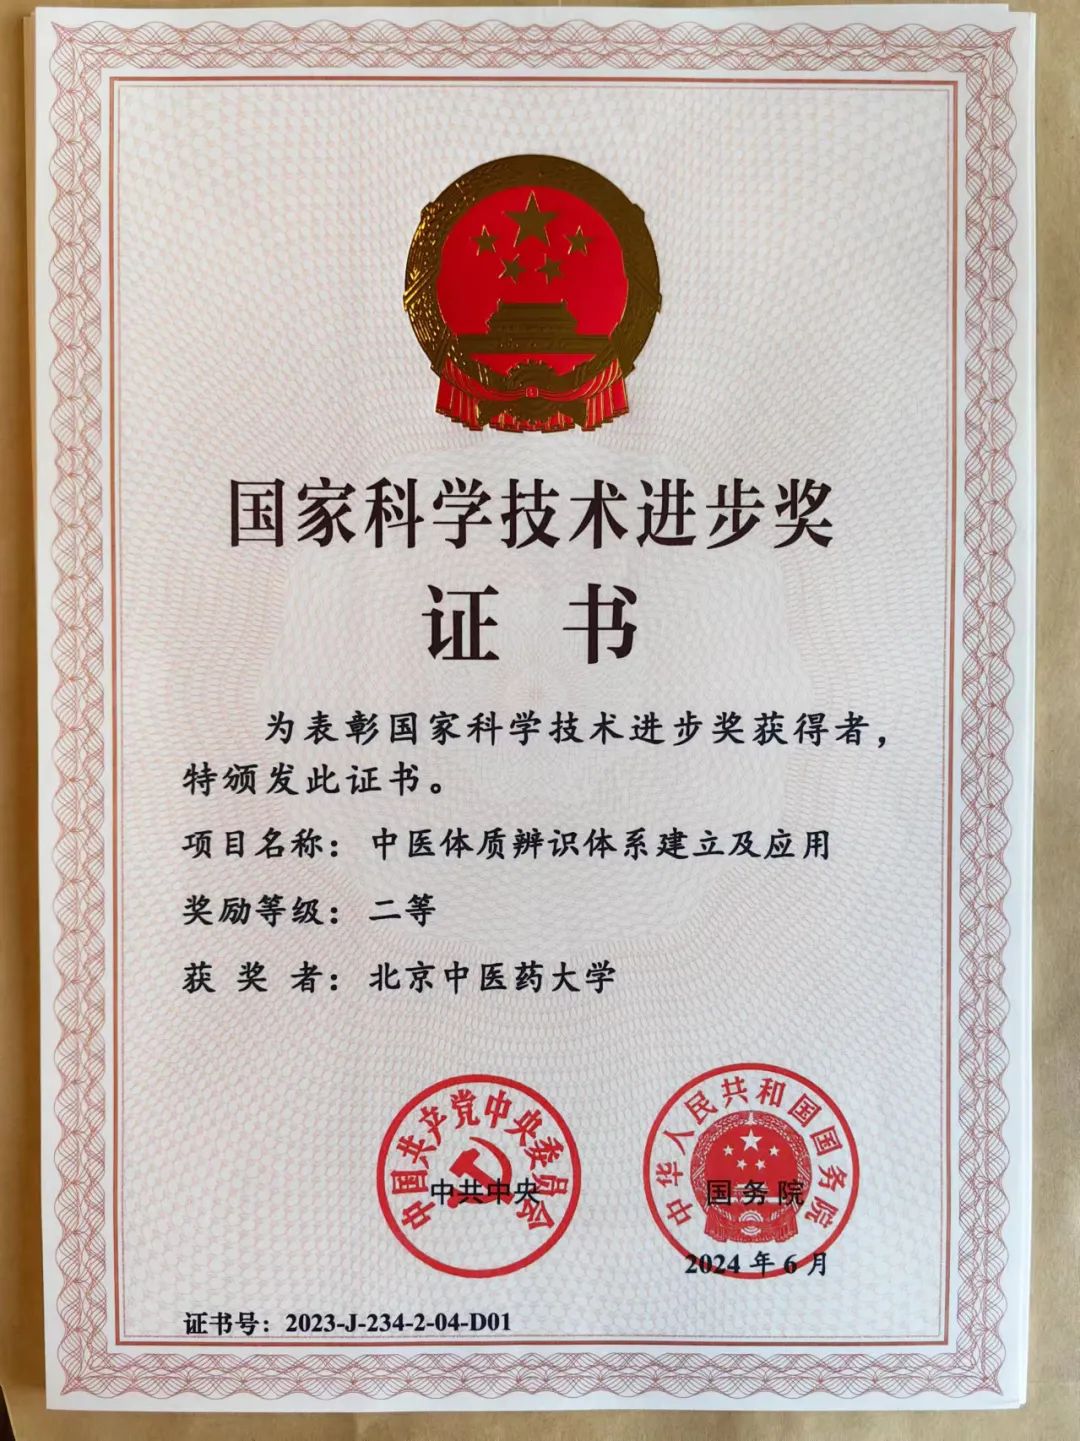 国家科学技术进步奖
证 书
为表彰国家科学技术进步奖获得者，
特颁发此证书。
项目名称：中医体质辨识体系建立及应用
奖励等级：二等
获 奖 者：北京中医药大学
中国共产党中央委员会
中共中央
中华人民共和国国务院
国务院
2024 年 6 月
证书号：2023-J-234-2-04-D01